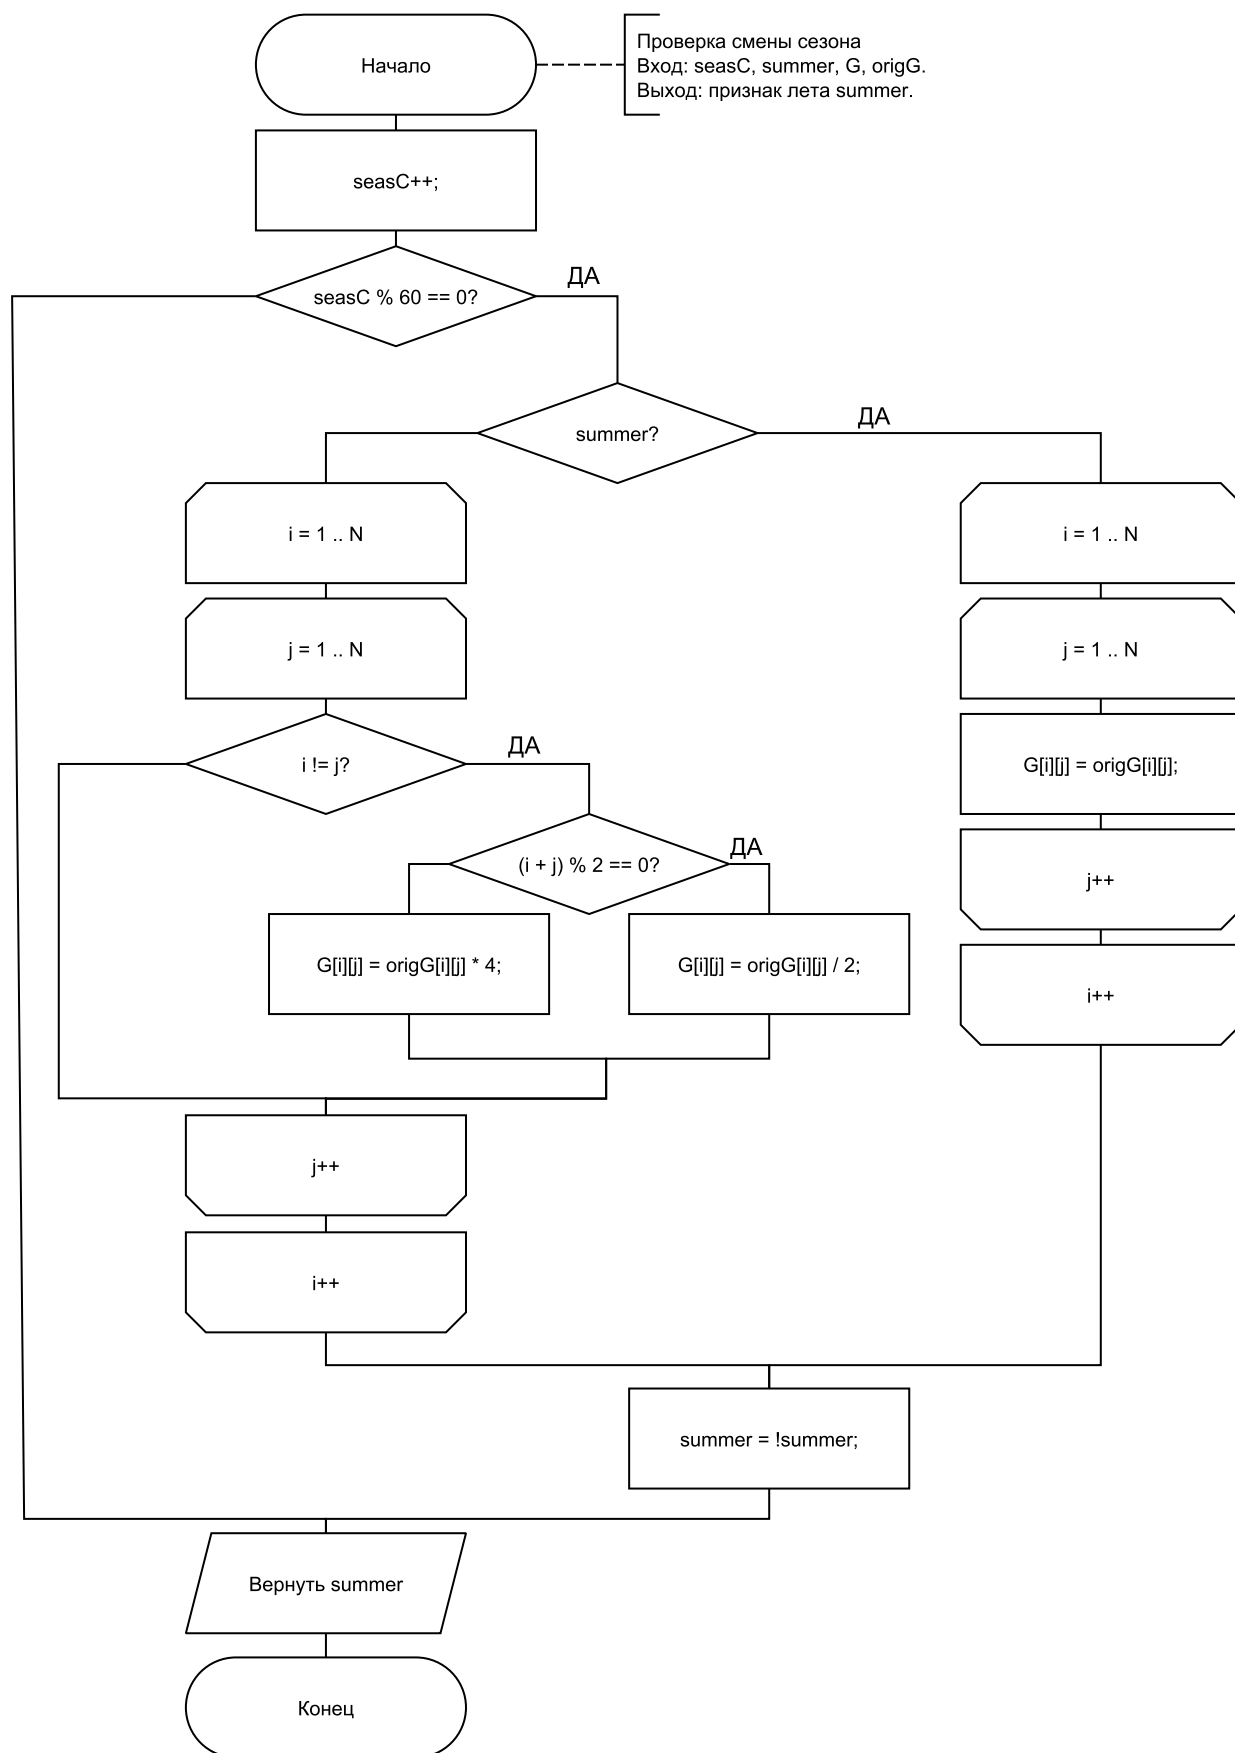 Начало
Проверка смены сезона
Вход: seasC, summer, G, origG.
Выход: признак лета summer.
seasC++;
seasC % 60 == 0?
ДА
summer?
ДА
i = 1 .. N
i = 1 .. N
j = 1 .. N
j = 1 .. N
i != j?
ДА
G[i][j] = origG[i][j];
(i + j) % 2 == 0?
ДА
j++
G[i][j] = origG[i][j] * 4;
G[i][j] = origG[i][j] / 2;
i++
j++
i++
summer = !summer;
Вернуть summer
Конец